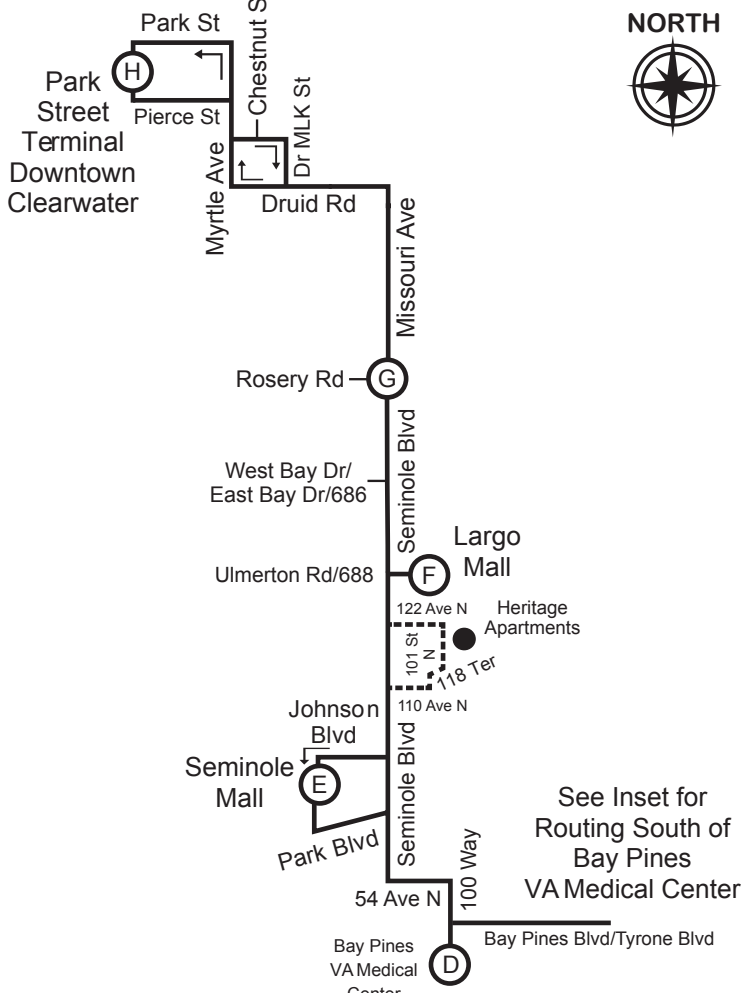 Park St
NORTH
H
Chestnut S
Park
Street
Terminal
Downtown
Clearwater
Pierce St
Dr MLK St
Myrtle Ave
Druid Rd
Missouri Ave
Rosery Rd
G
Seminole Blvd
West Bay Dr/
East Bay Dr/686
Largo
Mall
Ulmerton Rd/688
F
122 Ave N
Heritage
Apartments
101 St
N
118 Ter
110 Ave N
Johnson
Blvd
Seminole
Mall
E
Seminole Blvd
Park Blvd
See Inset for
Routing South of
Bay Pines
VA Medical Center
100 Way
54 Ave N
Bay Pines Blvd/Tyrone Blvd
Bay Pines
VA Medical
Center
D